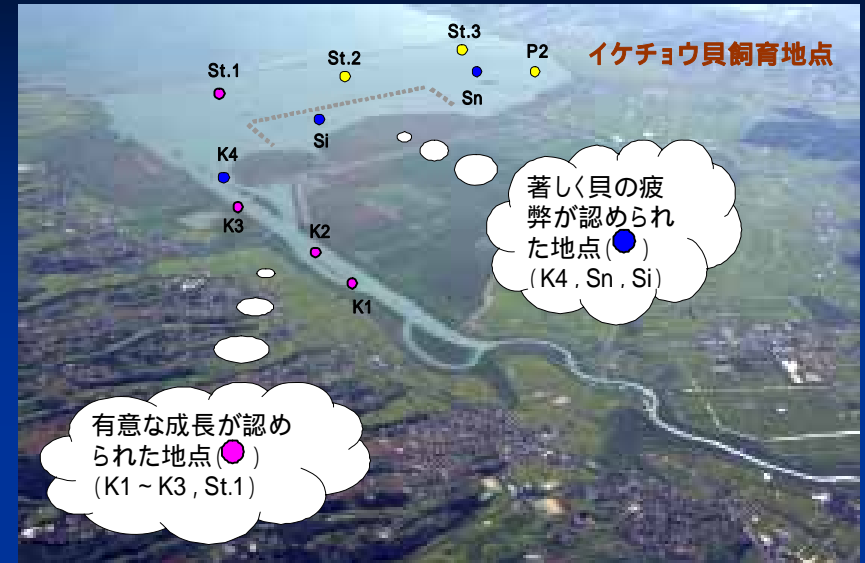 イケチョウ貝飼育地点
St.3
P2
St.2
St.1
Sn
Si
K4
K3
K2
K1
著しく貝の疲
弊が認められ
た地点( )
(K4 , Sn , Si)
有意な成長が認め
られた地点( )
(K1 ~ K3 , St.1)